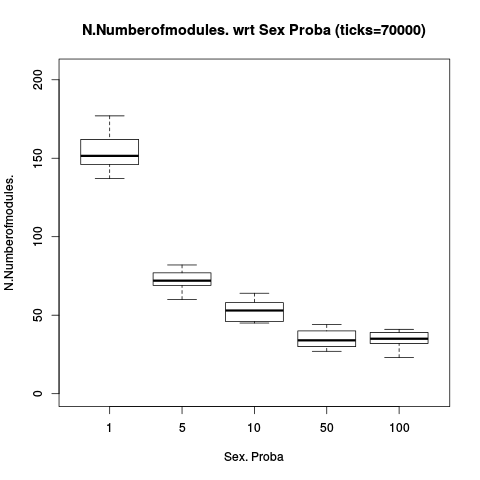 N.Numberofmodules. wrt Sex Proba (ticks=70000)
N.Numberofmodules.
200
150
100
50
0
1 5 10 50 100
Sex. Proba